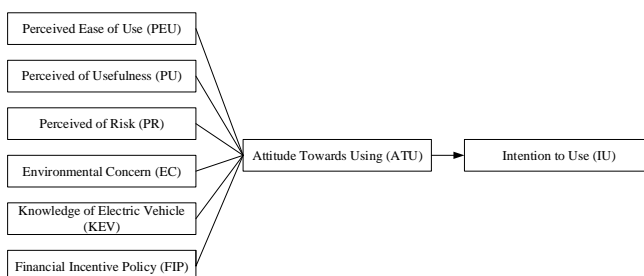 Perceived Ease of Use (PEU)
Perceived of Usefulness (PU)
Perceived of Risk (PR)
Environmental Concern (EC)
Knowledge of Electric Vehicle
(KEV)
Financial Incentive Policy (FIP)
Attitude Towards Using (ATU)
Intention to Use (IU)